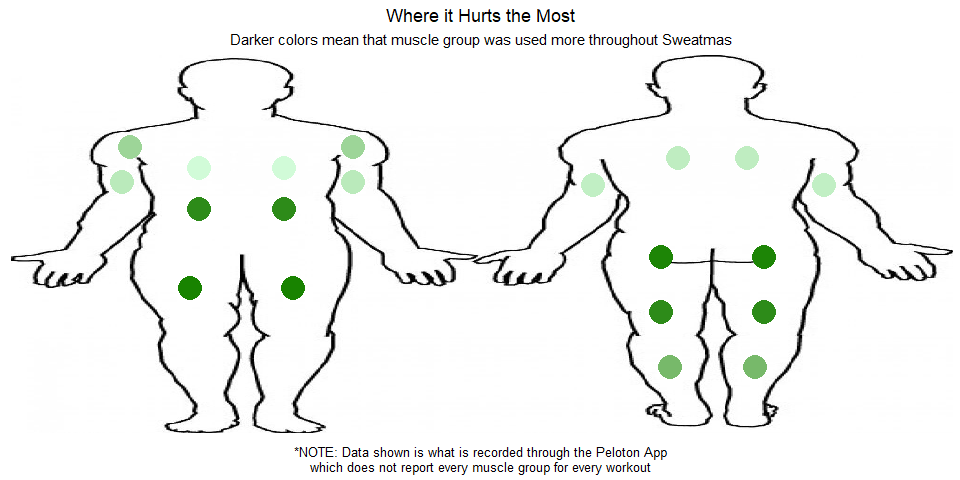 Where it Hurts the Most
Darker colors mean that muscle group was used more throughout Sweatmas
*NOTE: Data shown is what is recorded through the Peloton App
which does not report every muscle group for every workout